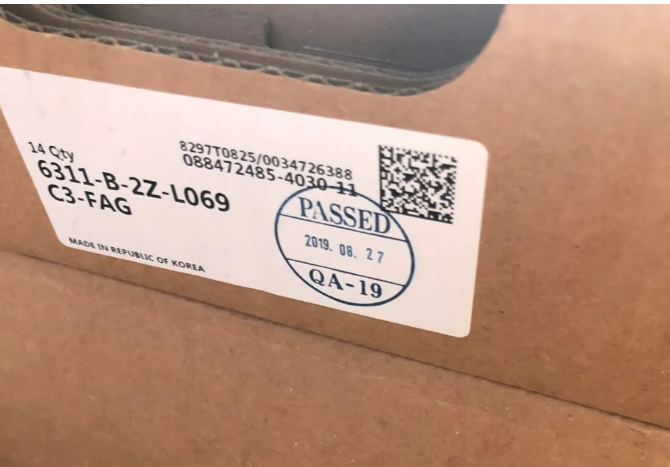 14 Qty
8297T0825/0034726388
088472485-4030-11
6311-B-2Z-L069
C3-FAG
MADE IN REPUBLIC OF KOREA
PASSED
2019. 08. 27
QA-19